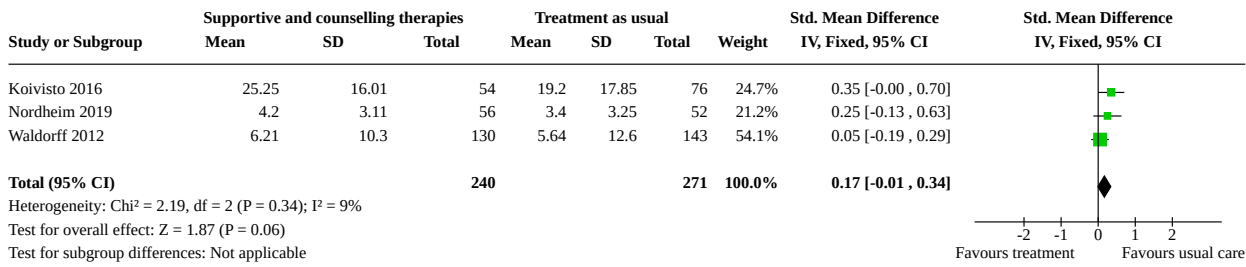 Supportive and counselling therapies Treatment as usual Std. Mean Difference Std. Mean Difference
Study or Subgroup Mean SD Total Mean SD Total Weight IV, Fixed, 95% CI IV, Fixed, 95% CI
Koivisto 2016 25.25 16.01 54 19.2 17.85 76 24.7% 0.35 [-0.00 , 0.70]
Nordheim 2019 4.2 3.11 56 3.4 3.25 52 21.2% 0.25 [-0.13 , 0.63]
Waldorff 2012 6.21 10.3 130 5.64 12.6 143 54.1% 0.05 [-0.19 , 0.29]
Total (95% CI) 240 271 100.0% 0.17 [-0.01 , 0.34]
Heterogeneity: Chi² = 2.19, df = 2 (P = 0.34); I² = 9%
Test for overall effect: Z = 1.87 (P = 0.06) -2 -1 0 1 2
Test for subgroup differences: Not applicable Favours treatment Favours usual care